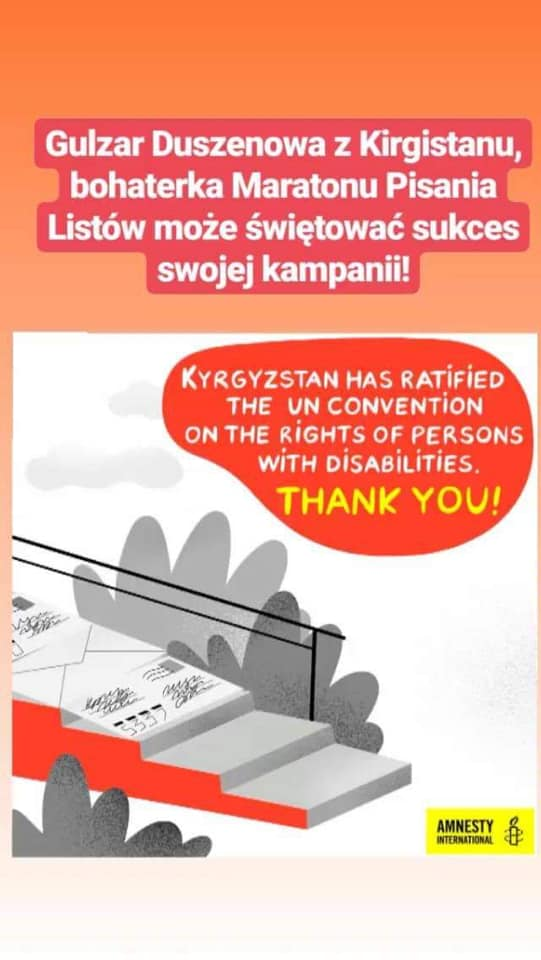 Gulzar Duszenowa z Kirgistanu,
bohaterka Maratonu Pisania
Listów może świętować sukces
swojej kampanii!
KYRGYZSTAN HAS RATIFIED
THE UN CONVENTION
ON THE RIGHTS OF PERSONS
WITH DISABILITIES.
THANK YOU!
AMNESTY
INTERNATIONAL